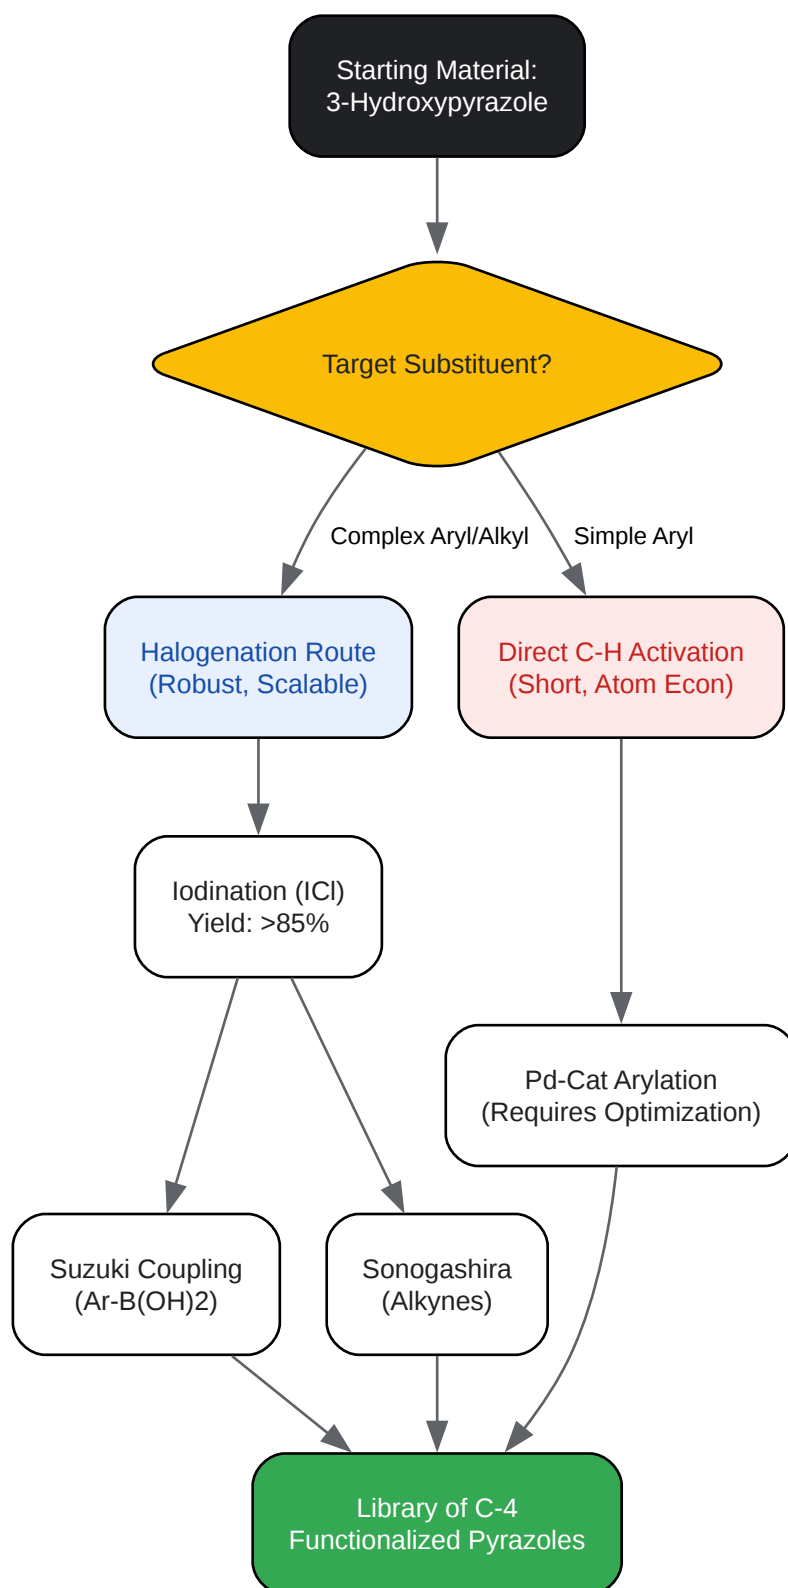 Starting Material:
3-Hydroxypyrazole
Target Substituent?
Complex Aryl/Alkyl
Simple Aryl
Halogenation Route
(Robust, Scalable)
Direct C-H Activation
(Short, Atom Econ)
Iodination (ICl)
Yield: >85%
Pd-Cat Arylation
(Requires Optimization)
Suzuki Coupling
(Ar-B(OH)2)
Sonogashira
(Alkynes)
Library of C-4
Functionalized Pyrazoles